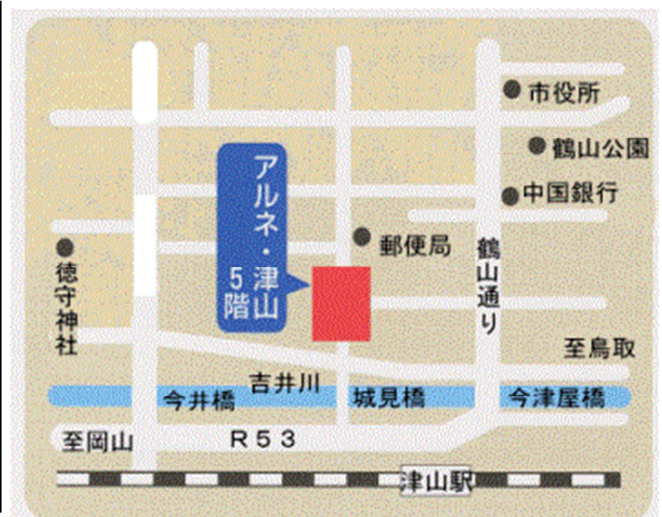 市役所
鶴山公園
中国銀行
郵便局
アルネ・津山
5階
鶴山通り
徳守神社
至鳥取
吉井川
今井橋
城見橋
今津屋橋
至岡山
R53
津山駅